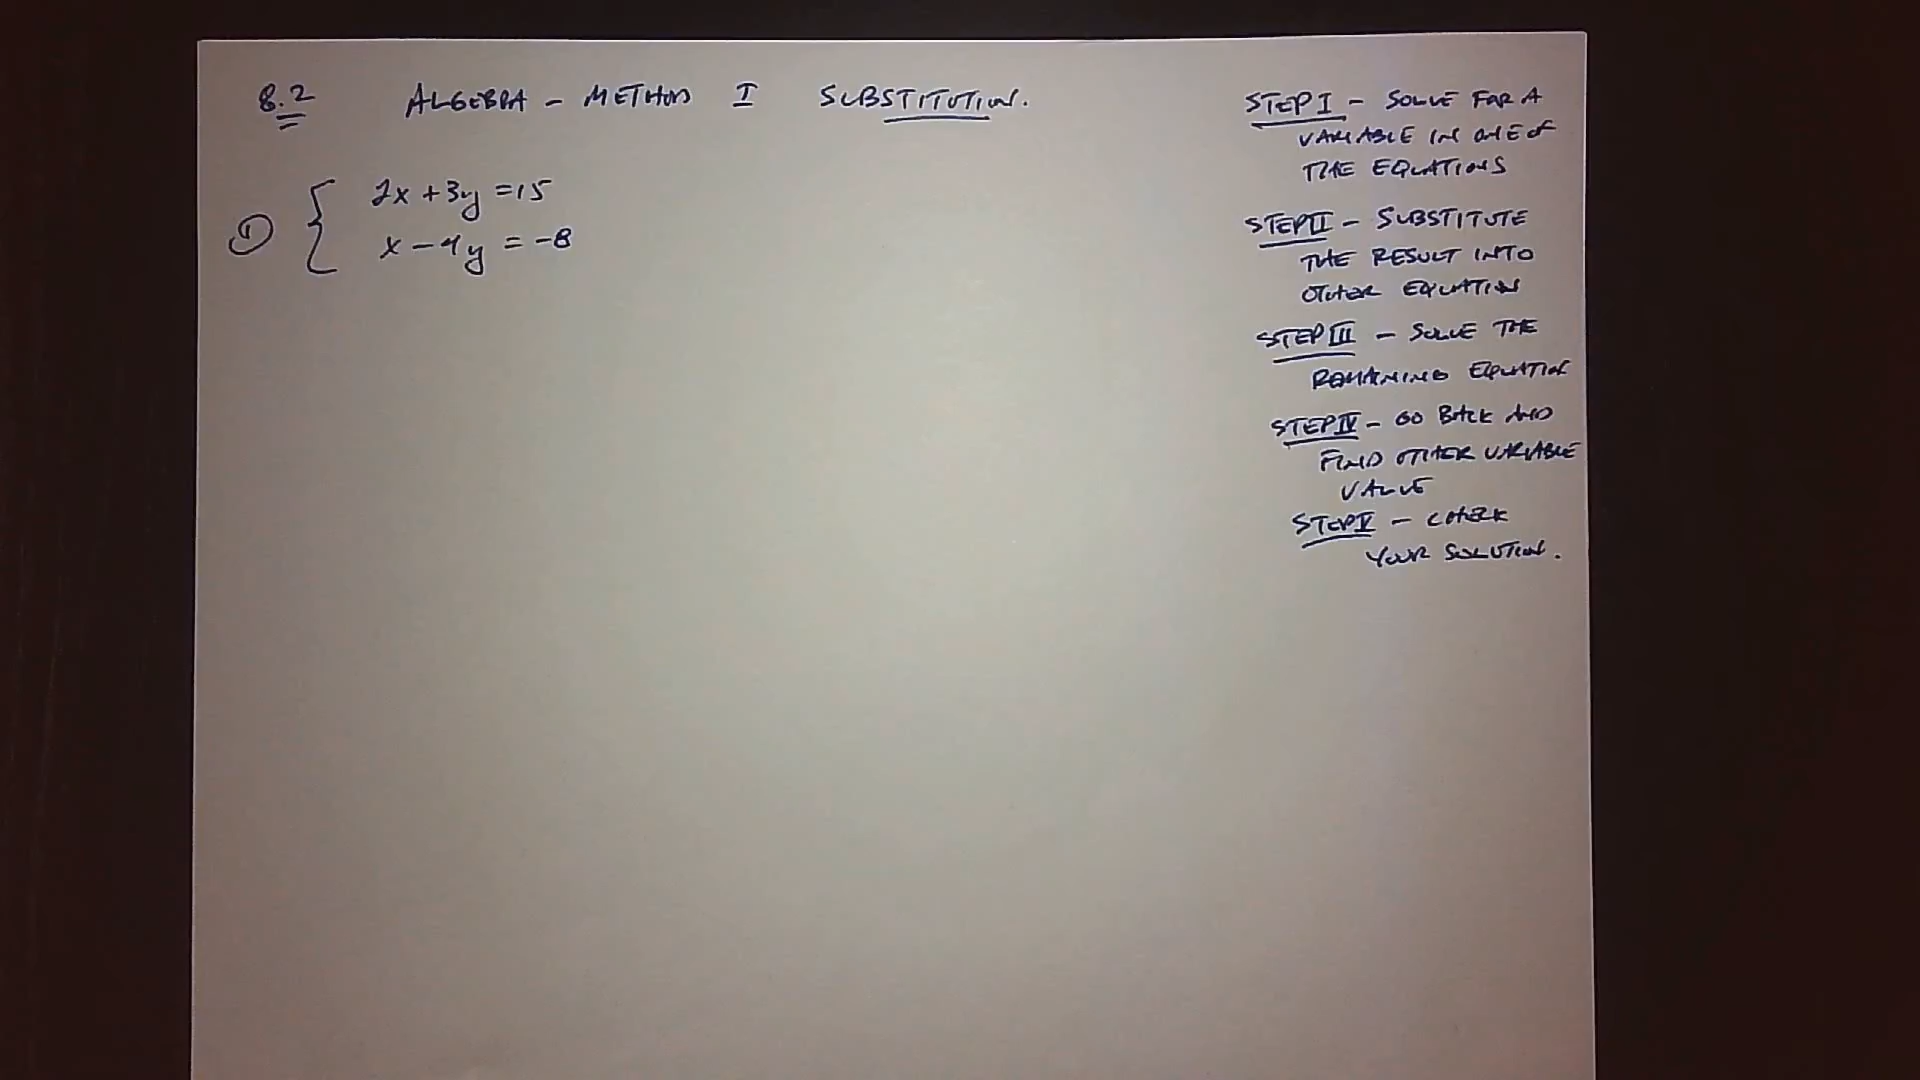 8.2 ALGEBRA - METHOD I SUBSTITUTION.
① { 2x + 3y = 15
x - 4y = -8
STEP I - SOLVE FOR A
VARIABLE IN ONE OF
THE EQUATIONS
STEP II - SUBSTITUTE
THE RESULT INTO
OTHER EQUATION
STEP III - SOLVE THE
REMAINING EQUATION
STEP IV - GO BACK AND
FIND OTHER VARIABLE
VALUE
STEP V - CHECK
YOUR SOLUTION.